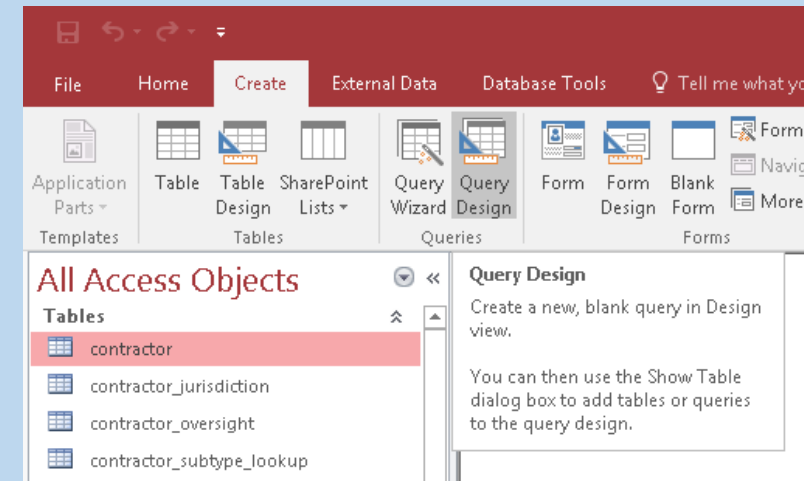 File Home Create External Data Database Tools Tell me what yo
Application Parts Table Table Design SharePoint Lists Query Wizard Query Design Form Form Design Blank Form Form
Navig
More
Templates Tables Queries Forms
All Access Objects
Tables
contractor
contractor_jurisdiction
contractor_oversight
contractor_subtype_lookup
Query Design
Create a new, blank query in Design
view.
You can then use the Show Table
dialog box to add tables or queries
to the query design.